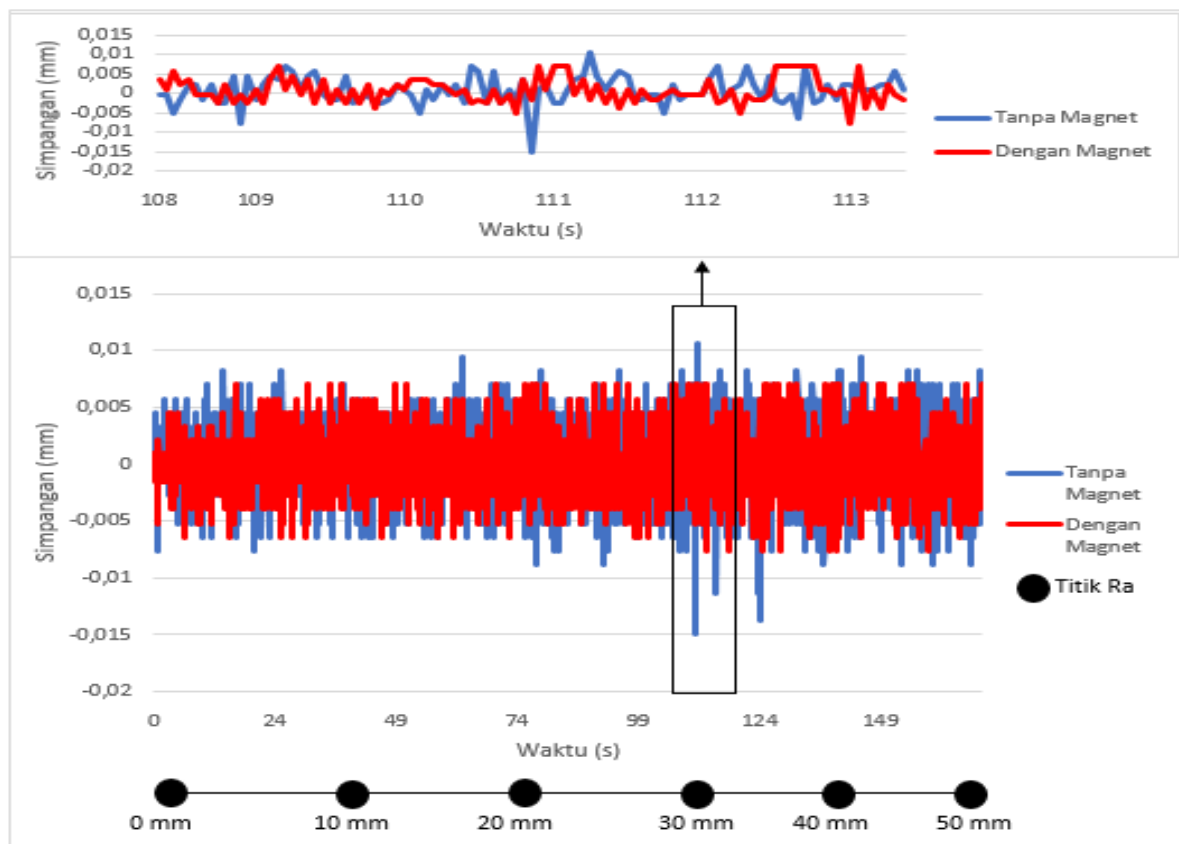 0,015
0,01
0,005
0
-0,005
-0,01
-0,015
-0,02
Simpangan (mm)
108 109 110 111 112 113
Waktu (s)
Tanpa Magnet
Dengan Magnet
0,015
0,01
0,005
0
-0,005
-0,01
-0,015
-0,02
Simpangan (mm)
0 24 49 74 99 124 149
Waktu (s)
Tanpa
Magnet
Dengan
Magnet
Titik Ra
0 mm 10 mm 20 mm 30 mm 40 mm 50 mm